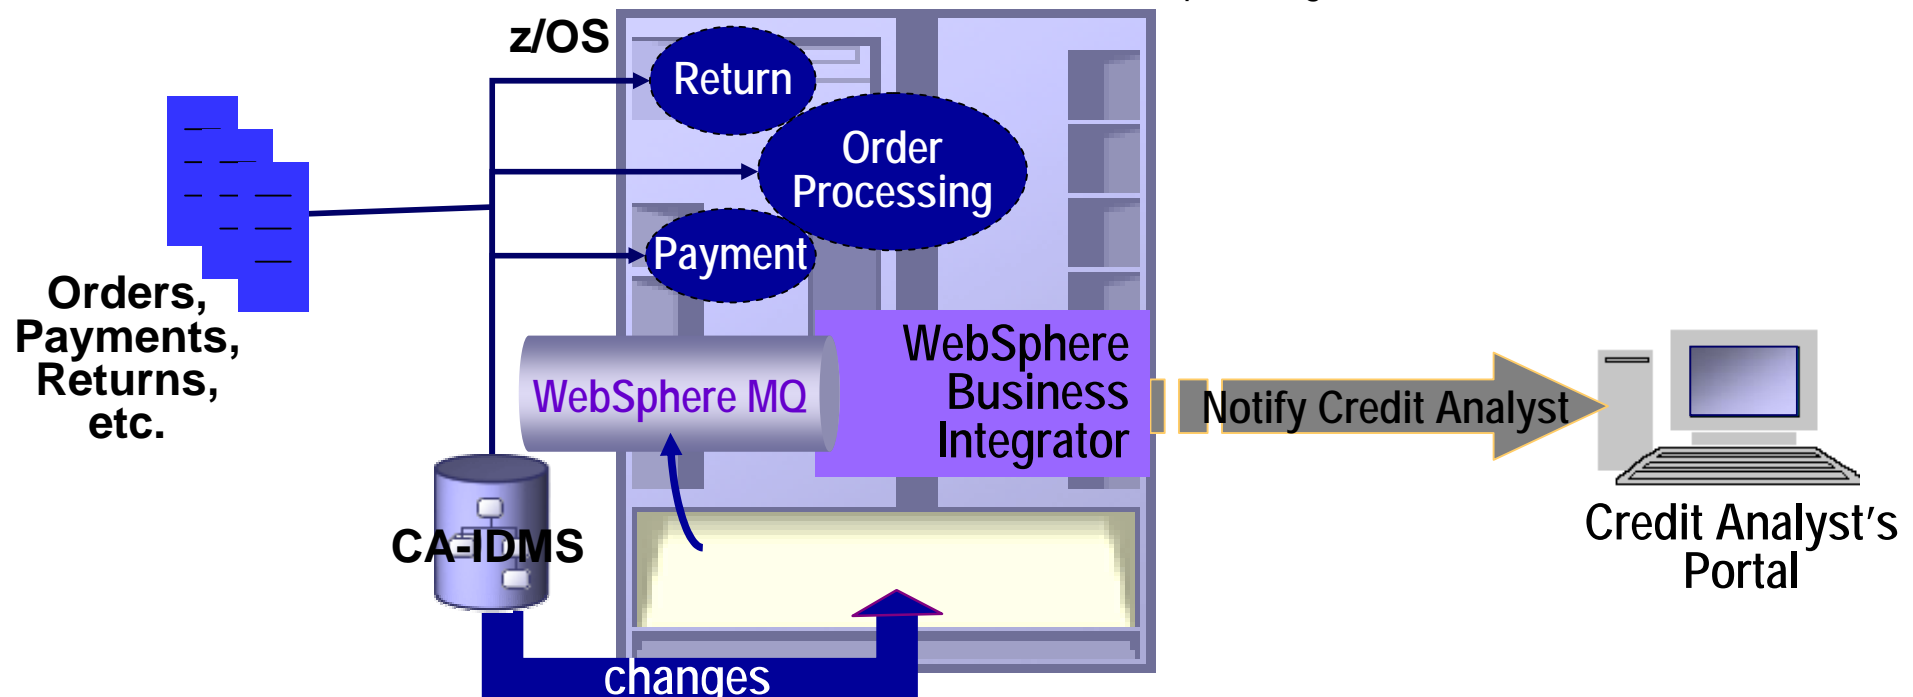 z/OS
Return
Order
Processing
Payment
Orders,
Payments,
Returns,
etc.
WebSphere
Business
Integrator
WebSphere MQ
Notify Credit Analyst
CA-IDMS
Credit Analyst's
Portal
changes